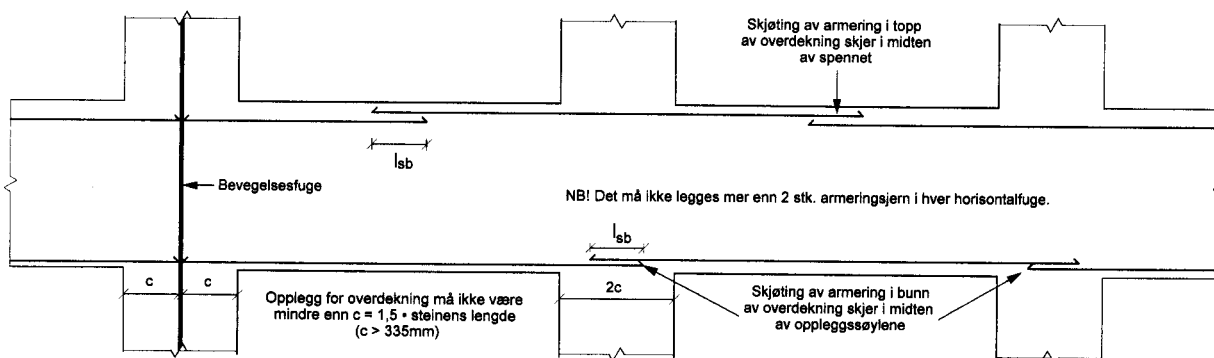 Skjøting av armering i topp
av overdekning skjer i midten
av spennet
lsb
Bevegelsesfuge
NB! Det må ikke legges mer enn 2 stk. armeringsjern i hver horisontalfuge.
lsb
c
c
2c
Opplegg for overdekning må ikke være
mindre enn c = 1,5 • steinens lengde
(c > 335mm)
Skjøting av armering i bunn
av overdekning skjer i midten
av oppleggssøylene